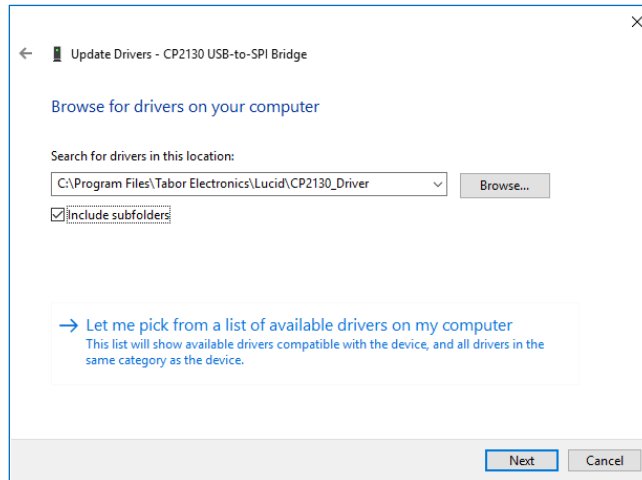 Update Drivers - CP2130 USB-to-SPI Bridge
Browse for drivers on your computer
Search for drivers in this location:
C:\Program Files\Tabor Electronics\Lucid\CP2130_Driver
Browse...
Include subfolders
Let me pick from a list of available drivers on my computer
This list will show available drivers compatible with the device, and all drivers in the
same category as the device.
Next
Cancel